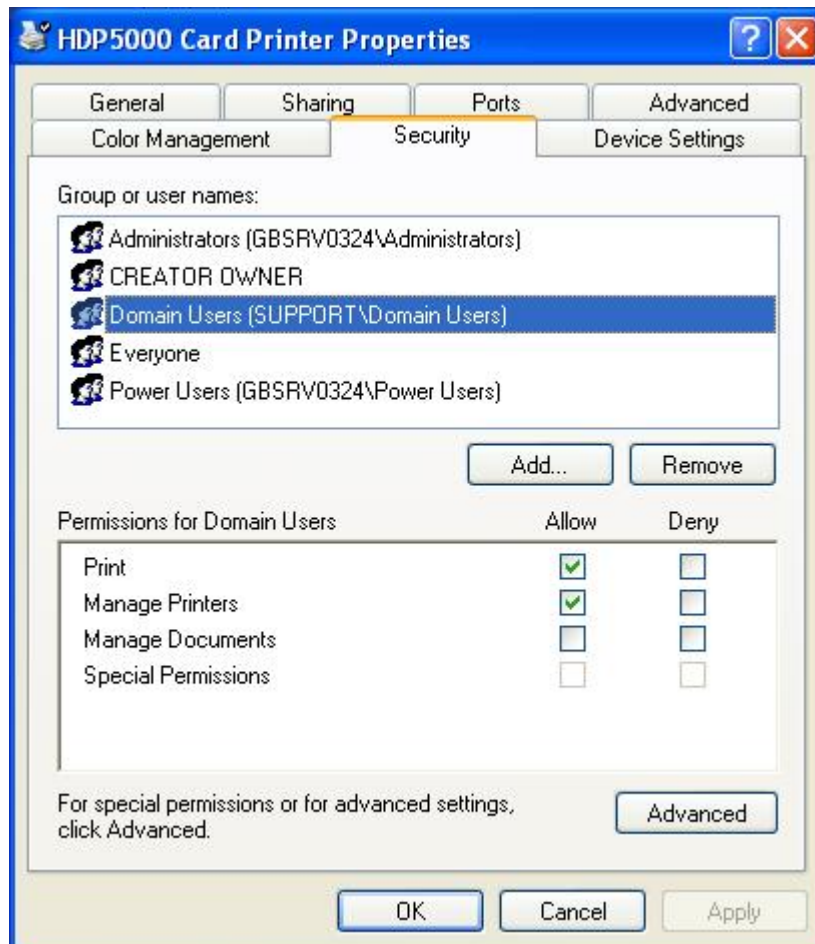 HDP5000 Card Printer Properties
General Sharing Ports Advanced
Color Management Security Device Settings
Group or user names:
Administrators (GBSRV0324\Administrators)
CREATOR OWNER
Domain Users (SUPPORT\Domain Users)
Everyone
Power Users (GBSRV0324\Power Users)
Add... Remove
Permissions for Domain Users Allow Deny
Print
Manage Printers
Manage Documents
Special Permissions
For special permissions or for advanced settings,
click Advanced.
Advanced
OK Cancel Apply